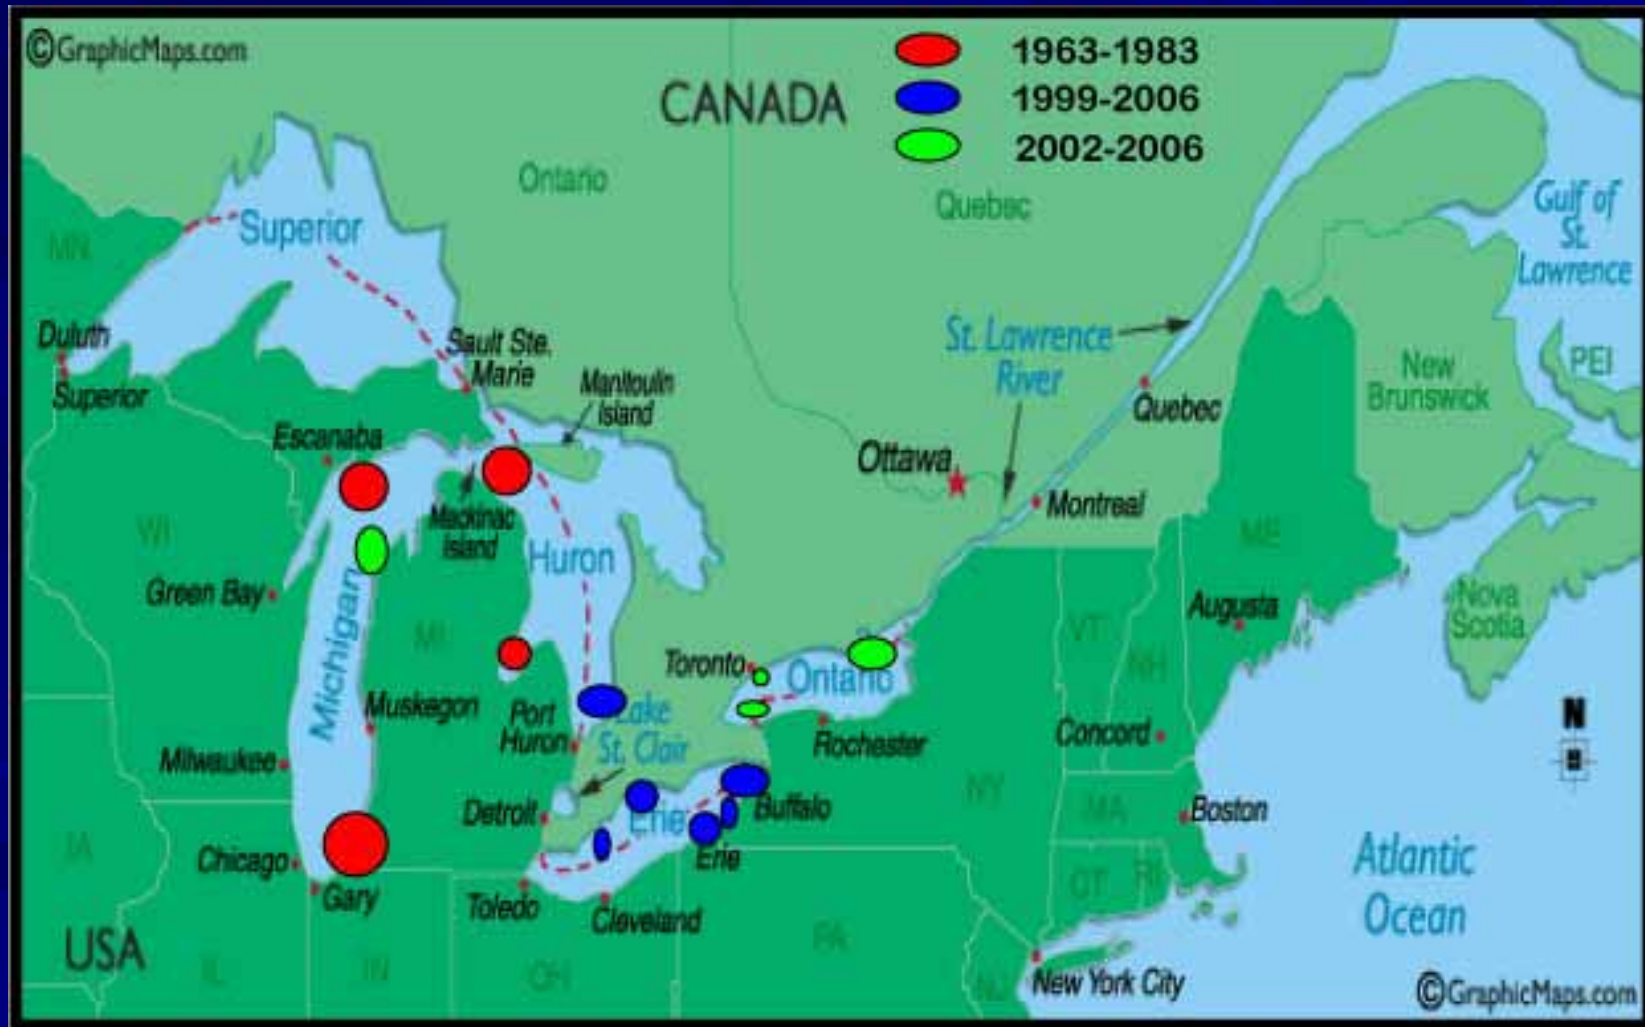 ©GraphicMaps.com
1963-1983
1999-2006
2002-2006
CANADA
Ontario
Quebec
Gulf of
St.
Lawrence
Superior
MN
Duluth
Superior
Sault Ste.
Marie
Manitoulin
Island
St. Lawrence
River
New
Brunswick
PEI
Quebec
Escanaba
Ottawa
Montreal
Mackinac
Island
WI
Huron
ME
Green Bay
Nova
Scotia
Augusta
MI
VT
NH
Michigan
Toronto
Ontario
Muskegon
Port
Huron
Lake
St. Clair
Rochester
Concord
N
Milwaukee
NY
MA
Boston
Detroit
Erie
Buffalo
IA
Chicago
Erie
CT
RI
Atlantic
Ocean
Gary
Toledo
Cleveland
PA
USA
IL
IN
OH
NJ
New York City
©GraphicMaps.com